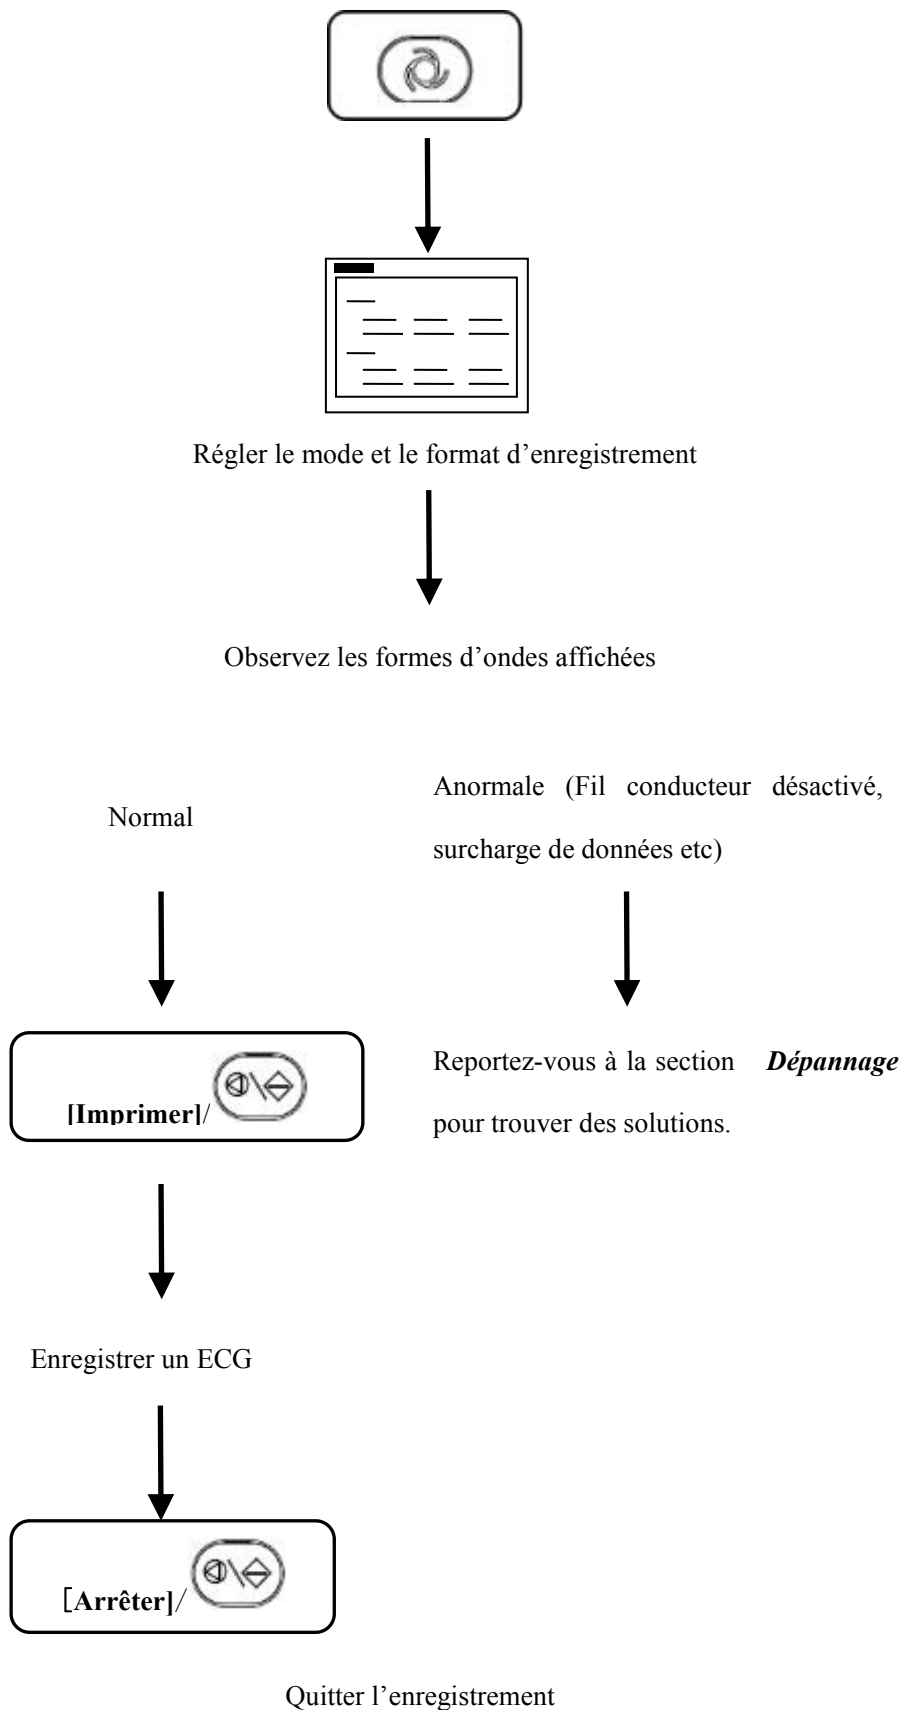 Régler le mode et le format d’enregistrement
Observez les formes d’ondes affichées
Normal
Anormale (Fil conducteur désactivé,
surcharge de données etc)
[Imprimer]/
Reportez-vous à la section Dépannage
pour trouver des solutions.
Enregistrer un ECG
[Arrêter]/
Quitter l’enregistrement